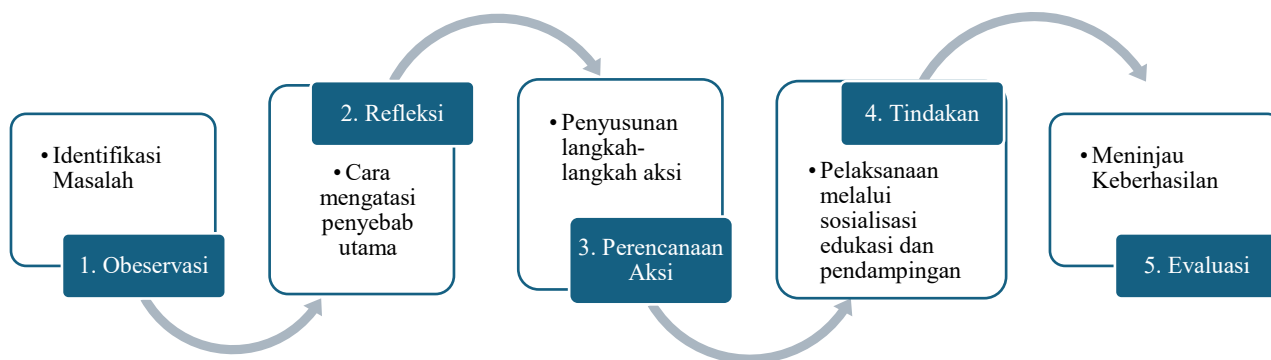 • Identifikasi
Masalah
1. Obeservasi
2. Refleksi
• Cara
mengatasi
penyebab
utama
• Penyusunan
langkah-
langkah aksi
3. Perencanaan
Aksi
4. Tindakan
• Pelaksanaan
melalui
sosialisasi
edukasi dan
pendampingan
• Meninjau
Keberhasilan
5. Evaluasi